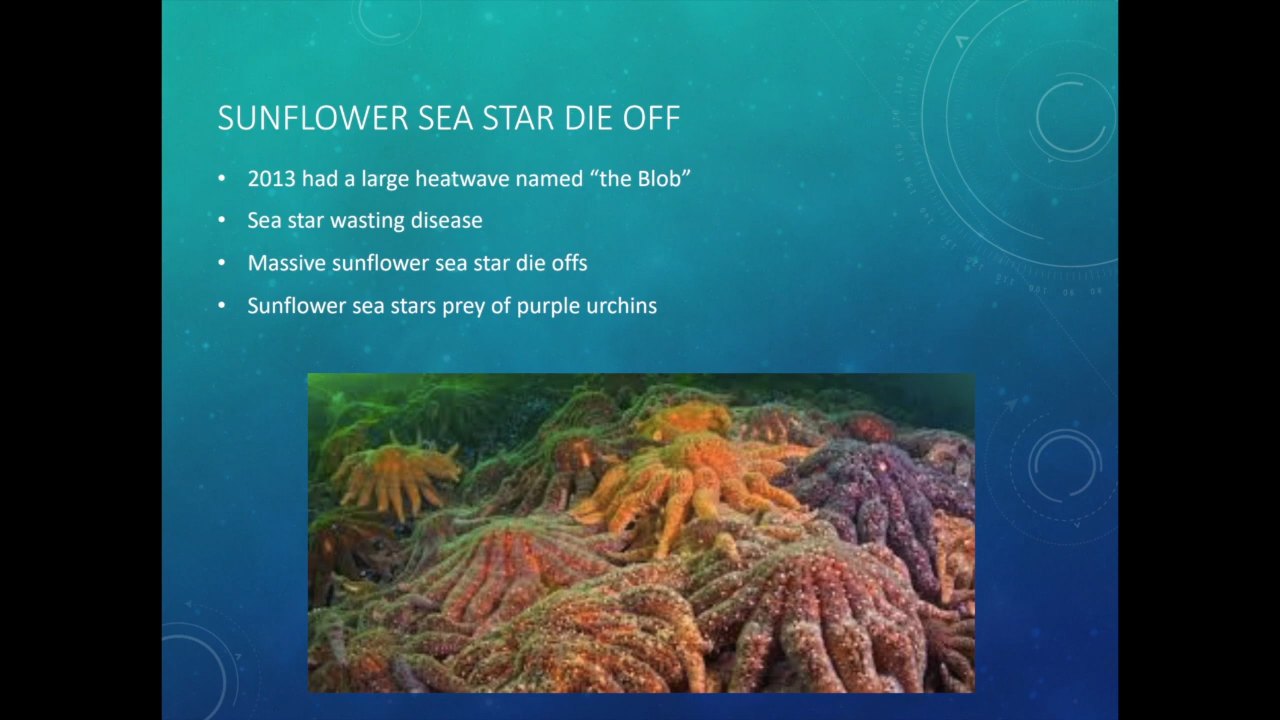 SUNFLOWER SEA STAR DIE OFF
• 2013 had a large heatwave named “the Blob”
• Sea star wasting disease
• Massive sunflower sea star die offs
• Sunflower sea stars prey of purple urchins